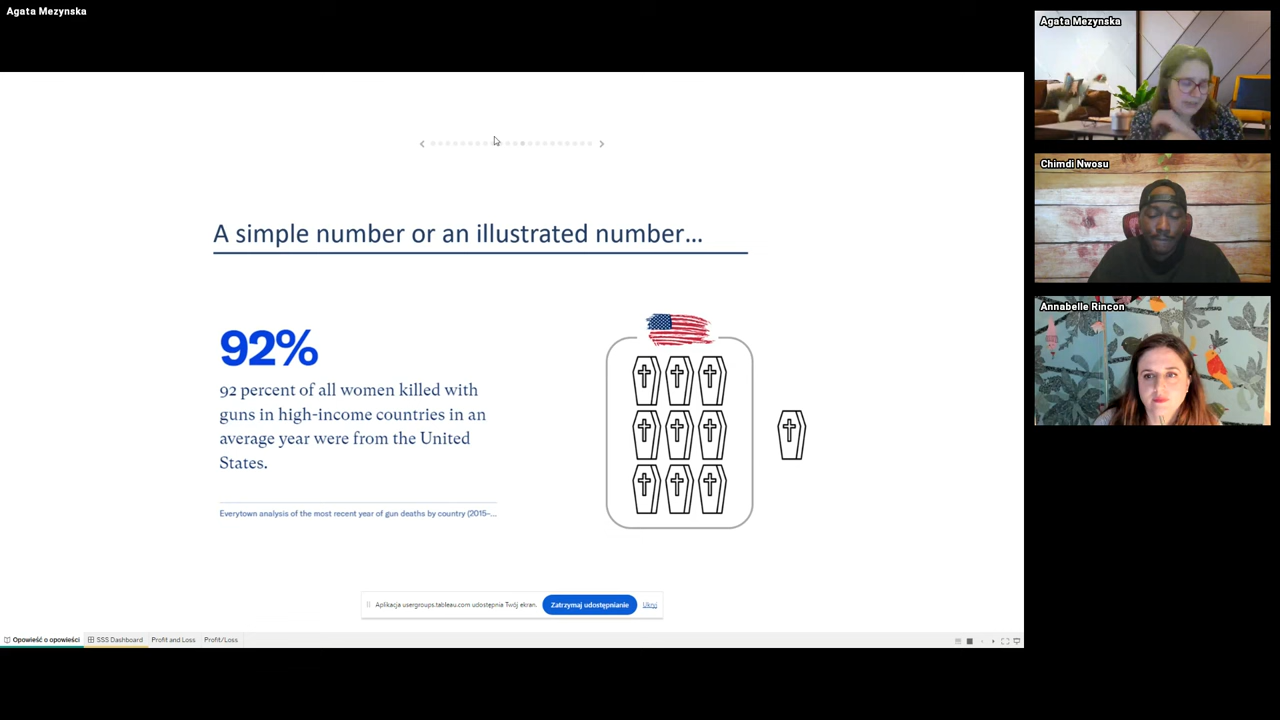 Agata Mezynska
Agata Mezynska
Chimdi Nwosu
Annabelle Rincon
A simple number or an illustrated number...
92%
92 percent of all women killed with
guns in high-income countries in an
average year were from the United
States.
Everytown analysis of the most recent year of gun deaths by country (2015-...
Aplikacja usergroups.tableau.com udostępnia Twój ekran.
Zatrzymaj udostępnianie
Ukryj
Opowieść o opowieści
SSS Dashboard
Profit and Loss
Profit/Loss